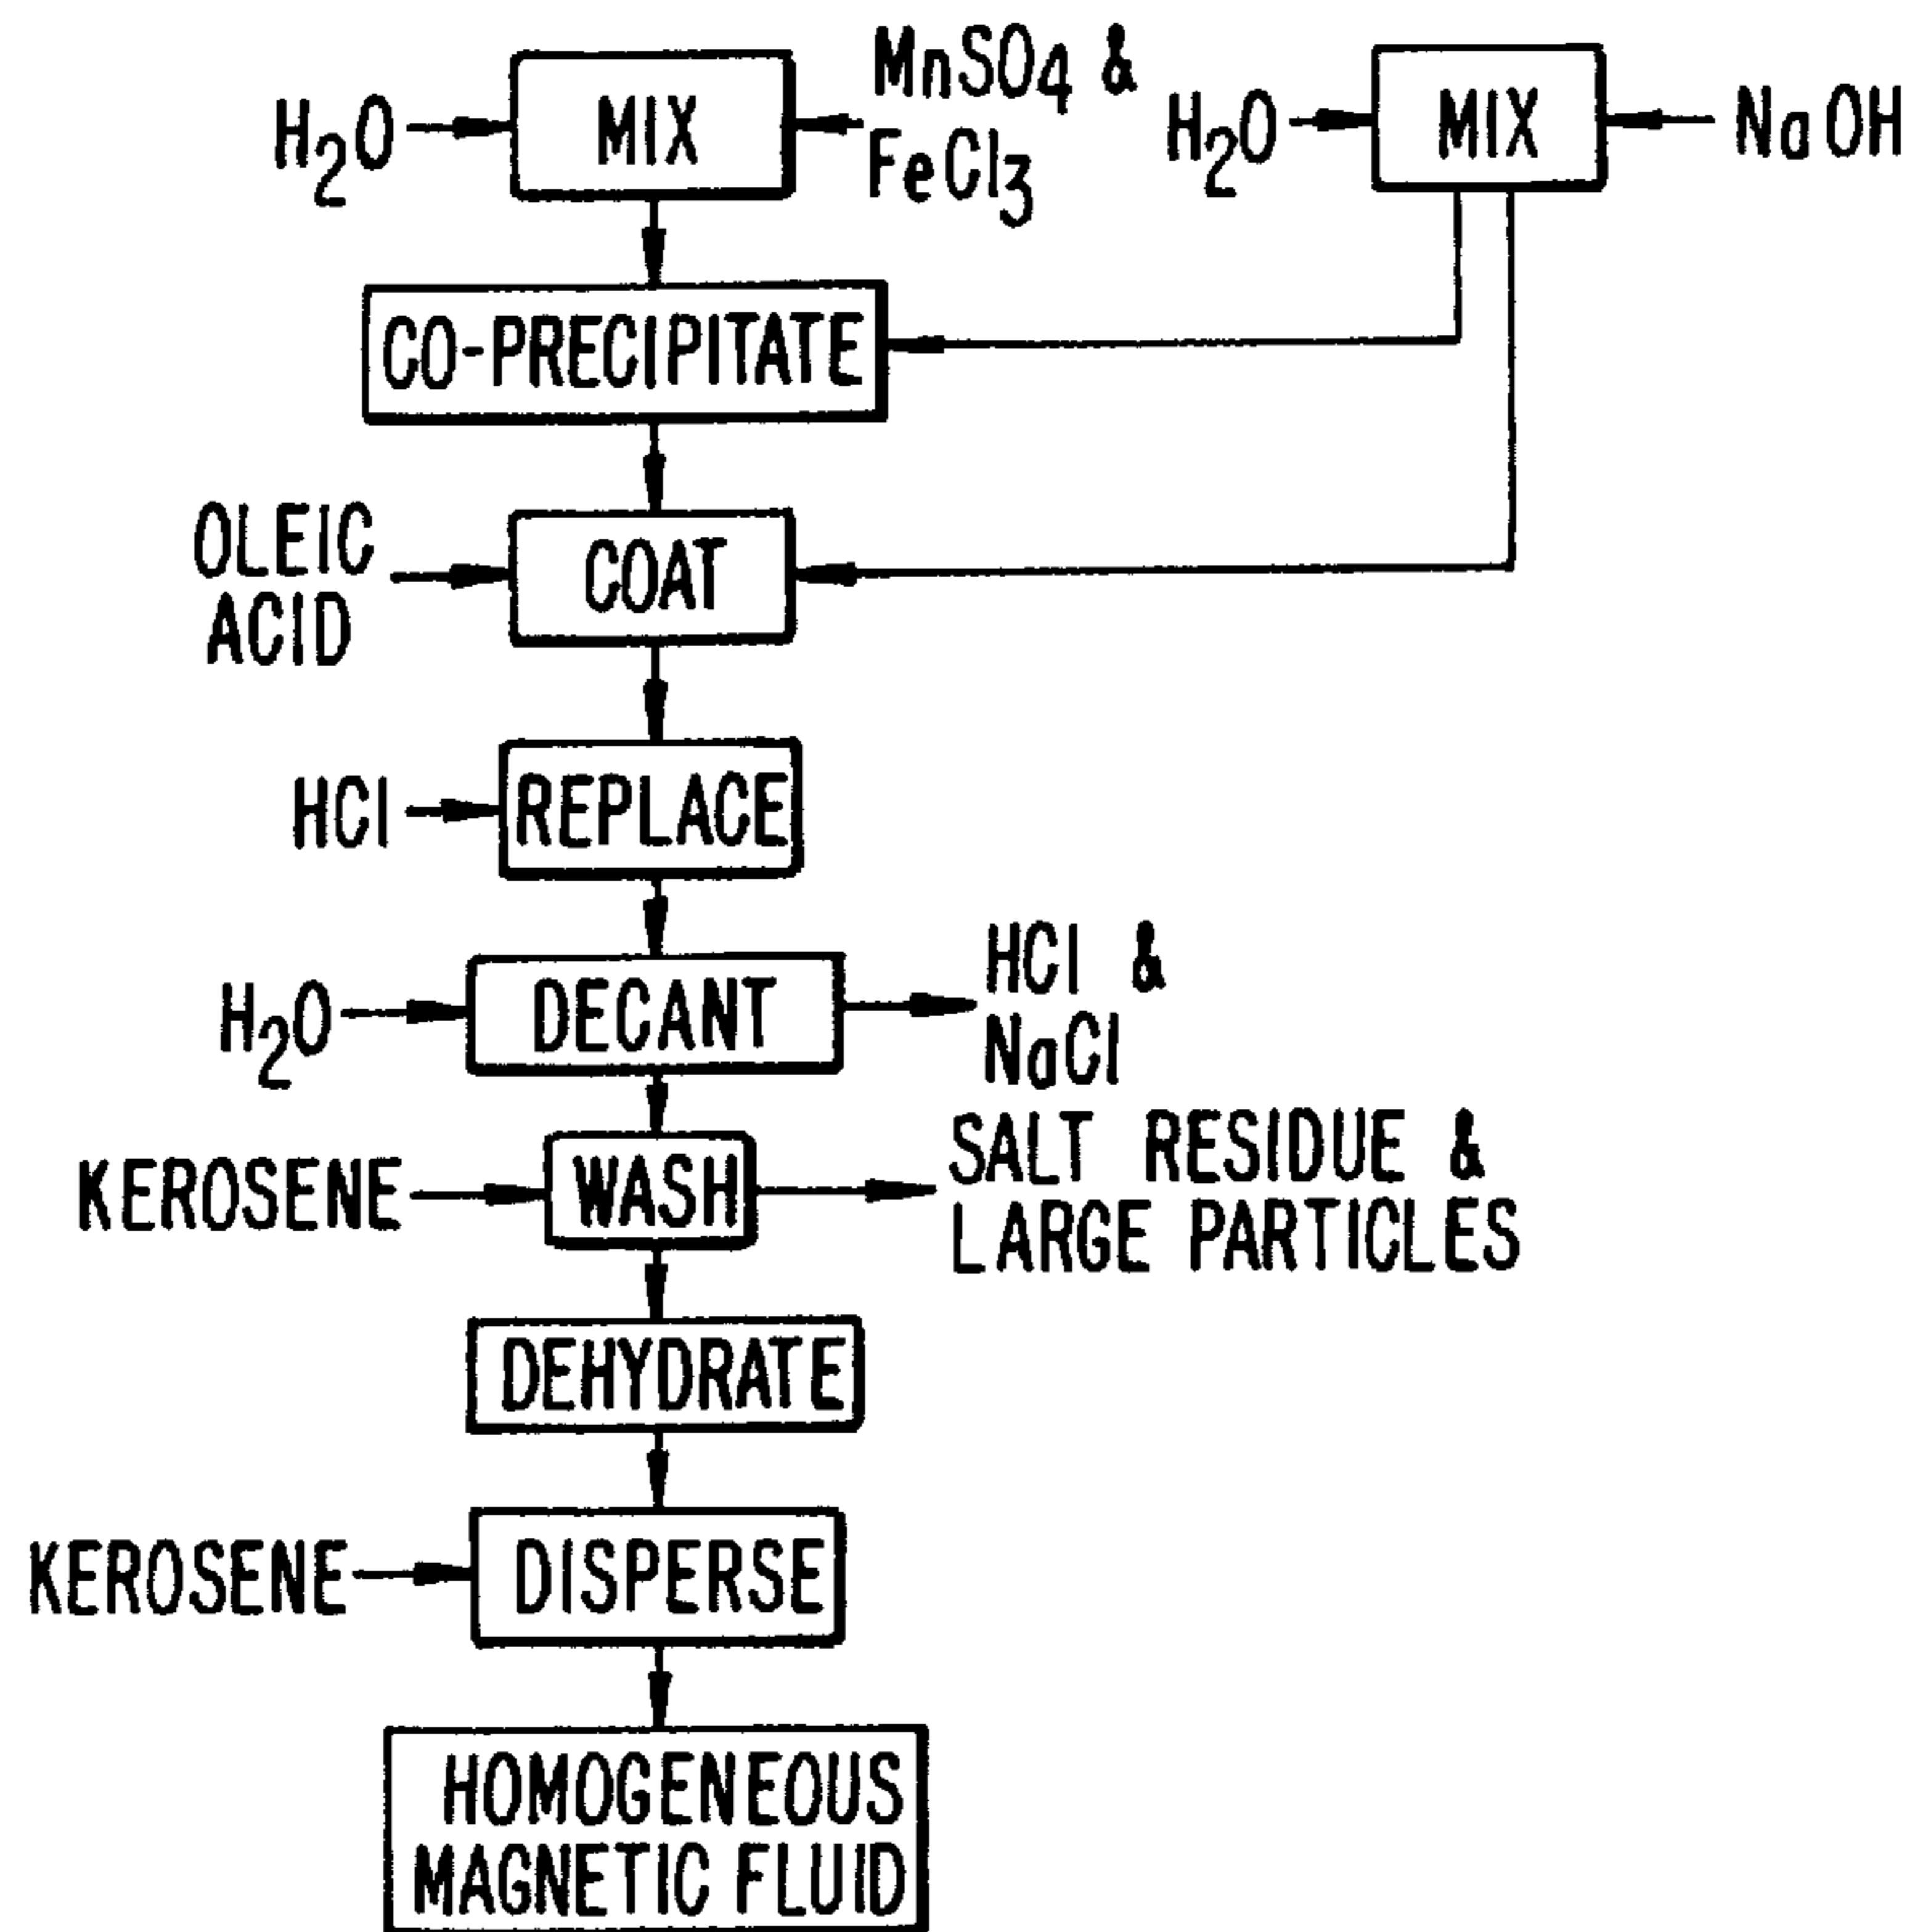 H2O
MIX
MnSO4 &
FeCl3
H2O
MIX
NaOH
CO-PRECIPITATE
OLEIC
ACID
COAT
HCl
REPLACE
H2O
DECANT
HCl &
NaCl
KEROSENE
WASH
SALT RESIDUE &
LARGE PARTICLES
DEHYDRATE
KEROSENE
DISPERSE
HOMOGENEOUS
MAGNETIC FLUID